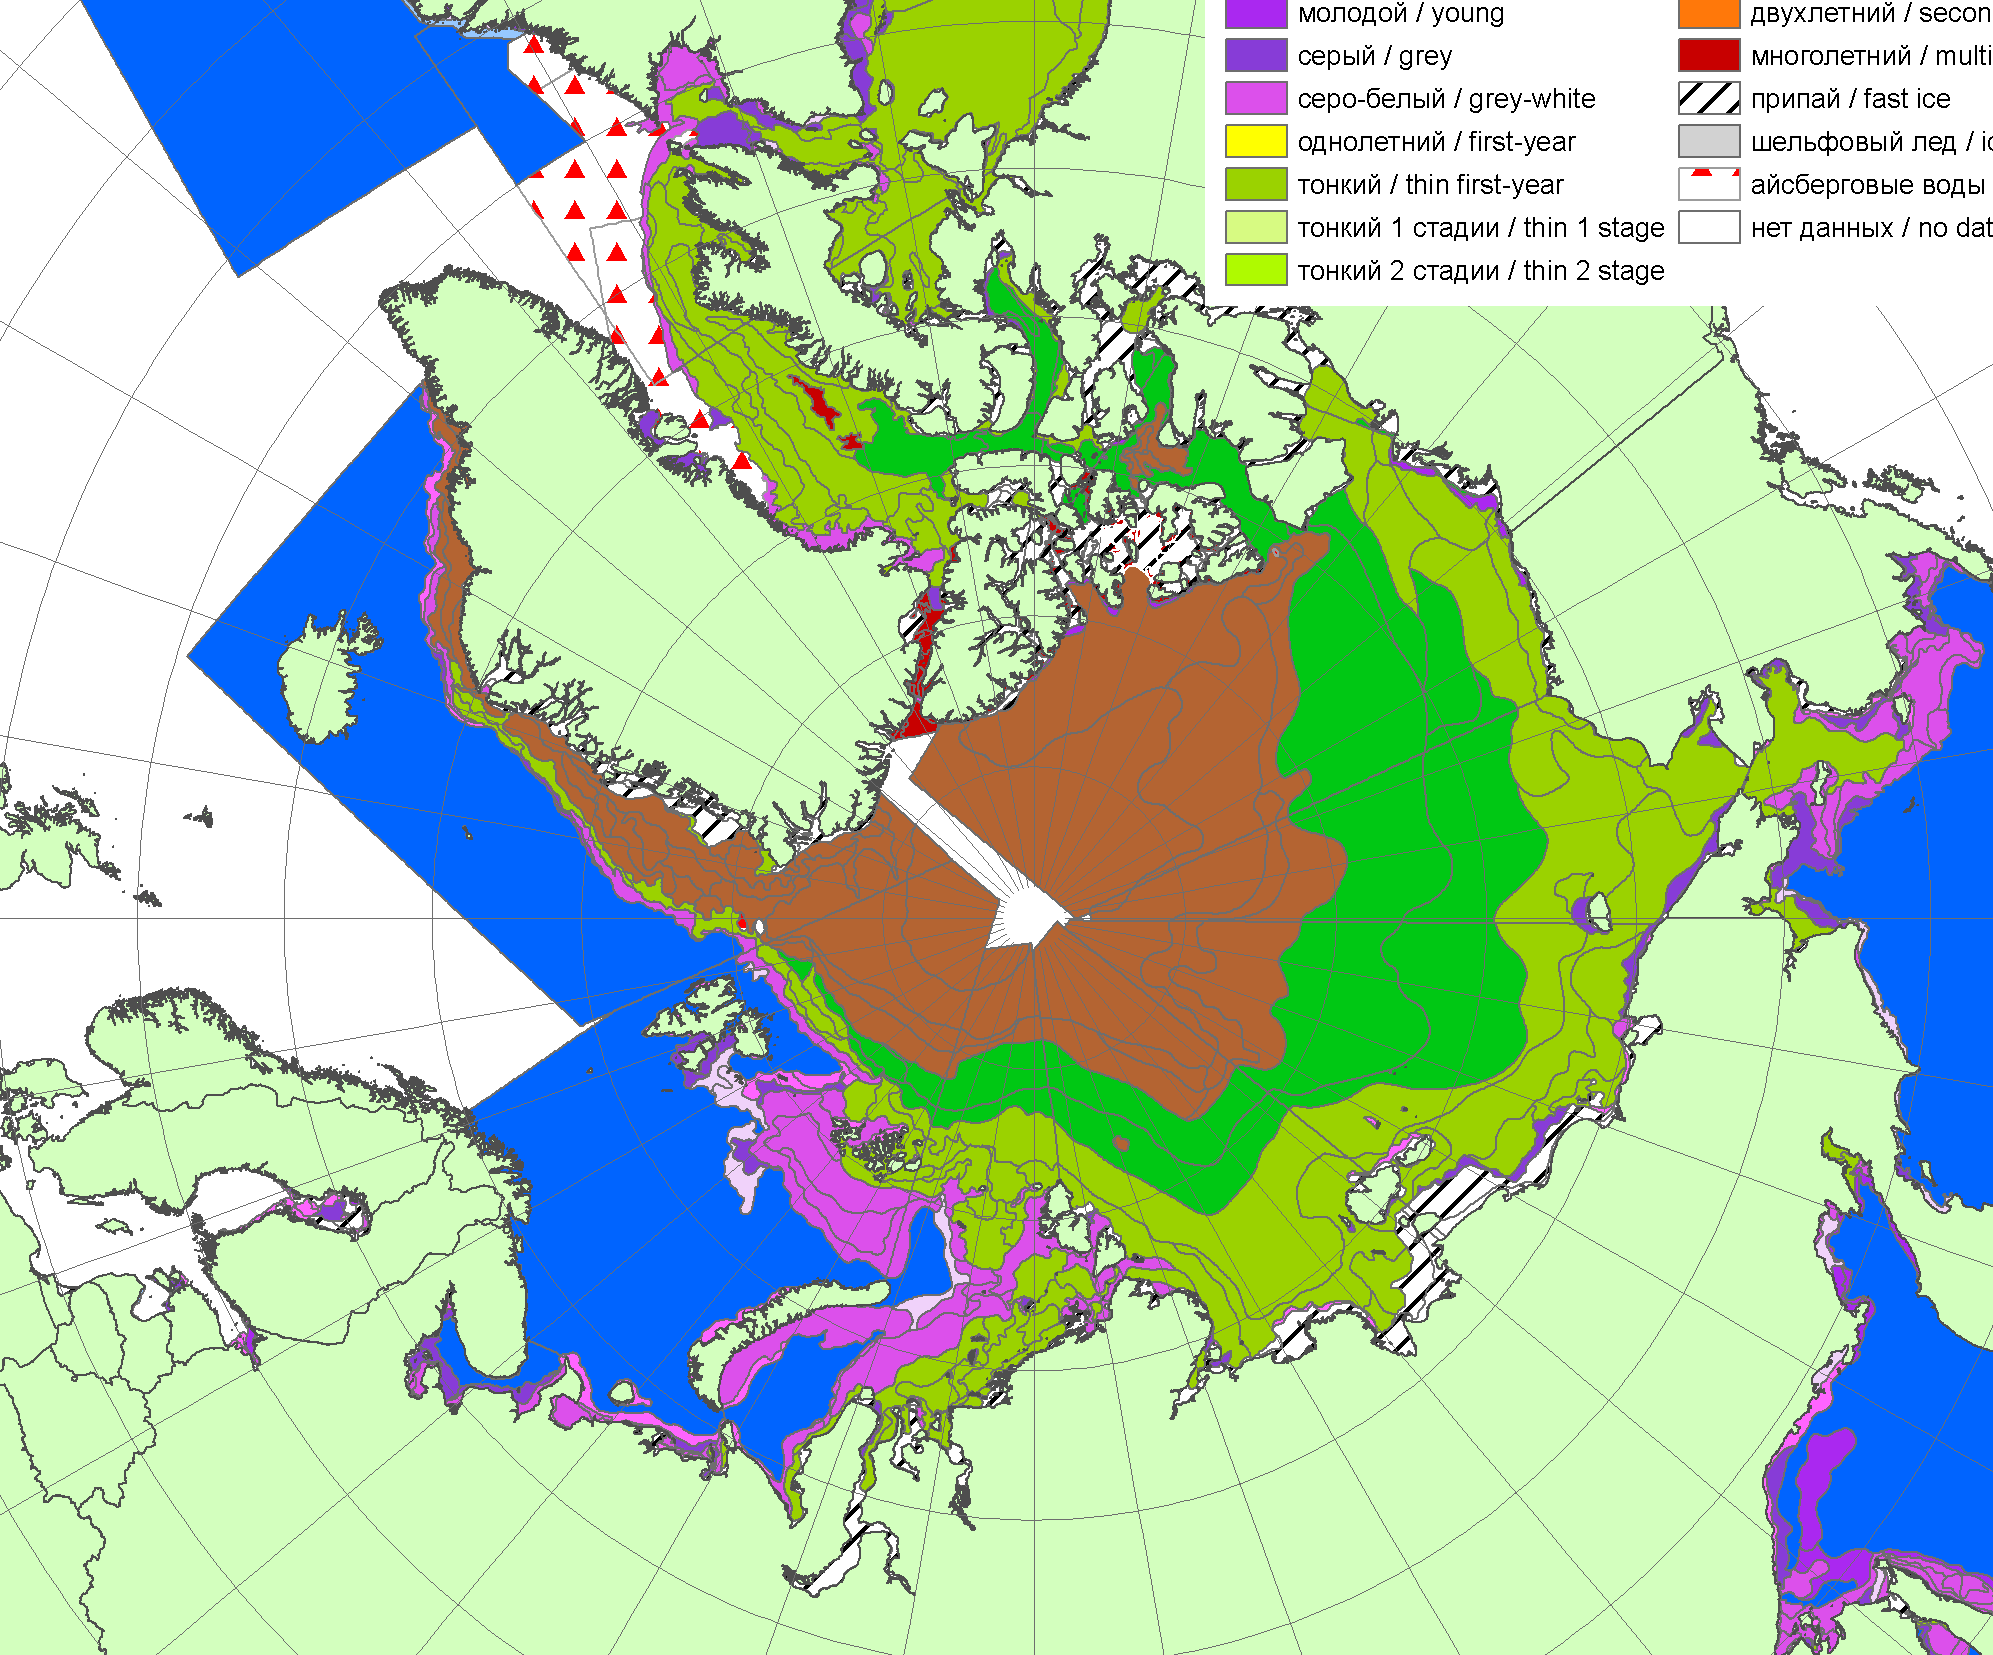 молодой / young
серый / grey
серо-белый / grey-white
однолетний / first-year
тонкий / thin first-year
тонкий 1 стадии / thin 1 stage
тонкий 2 стадии / thin 2 stage
двухлетний / secon
многолетний / multi
припай / fast ice
шельфовый лед / ic
айсберговые воды
нет данных / no dat